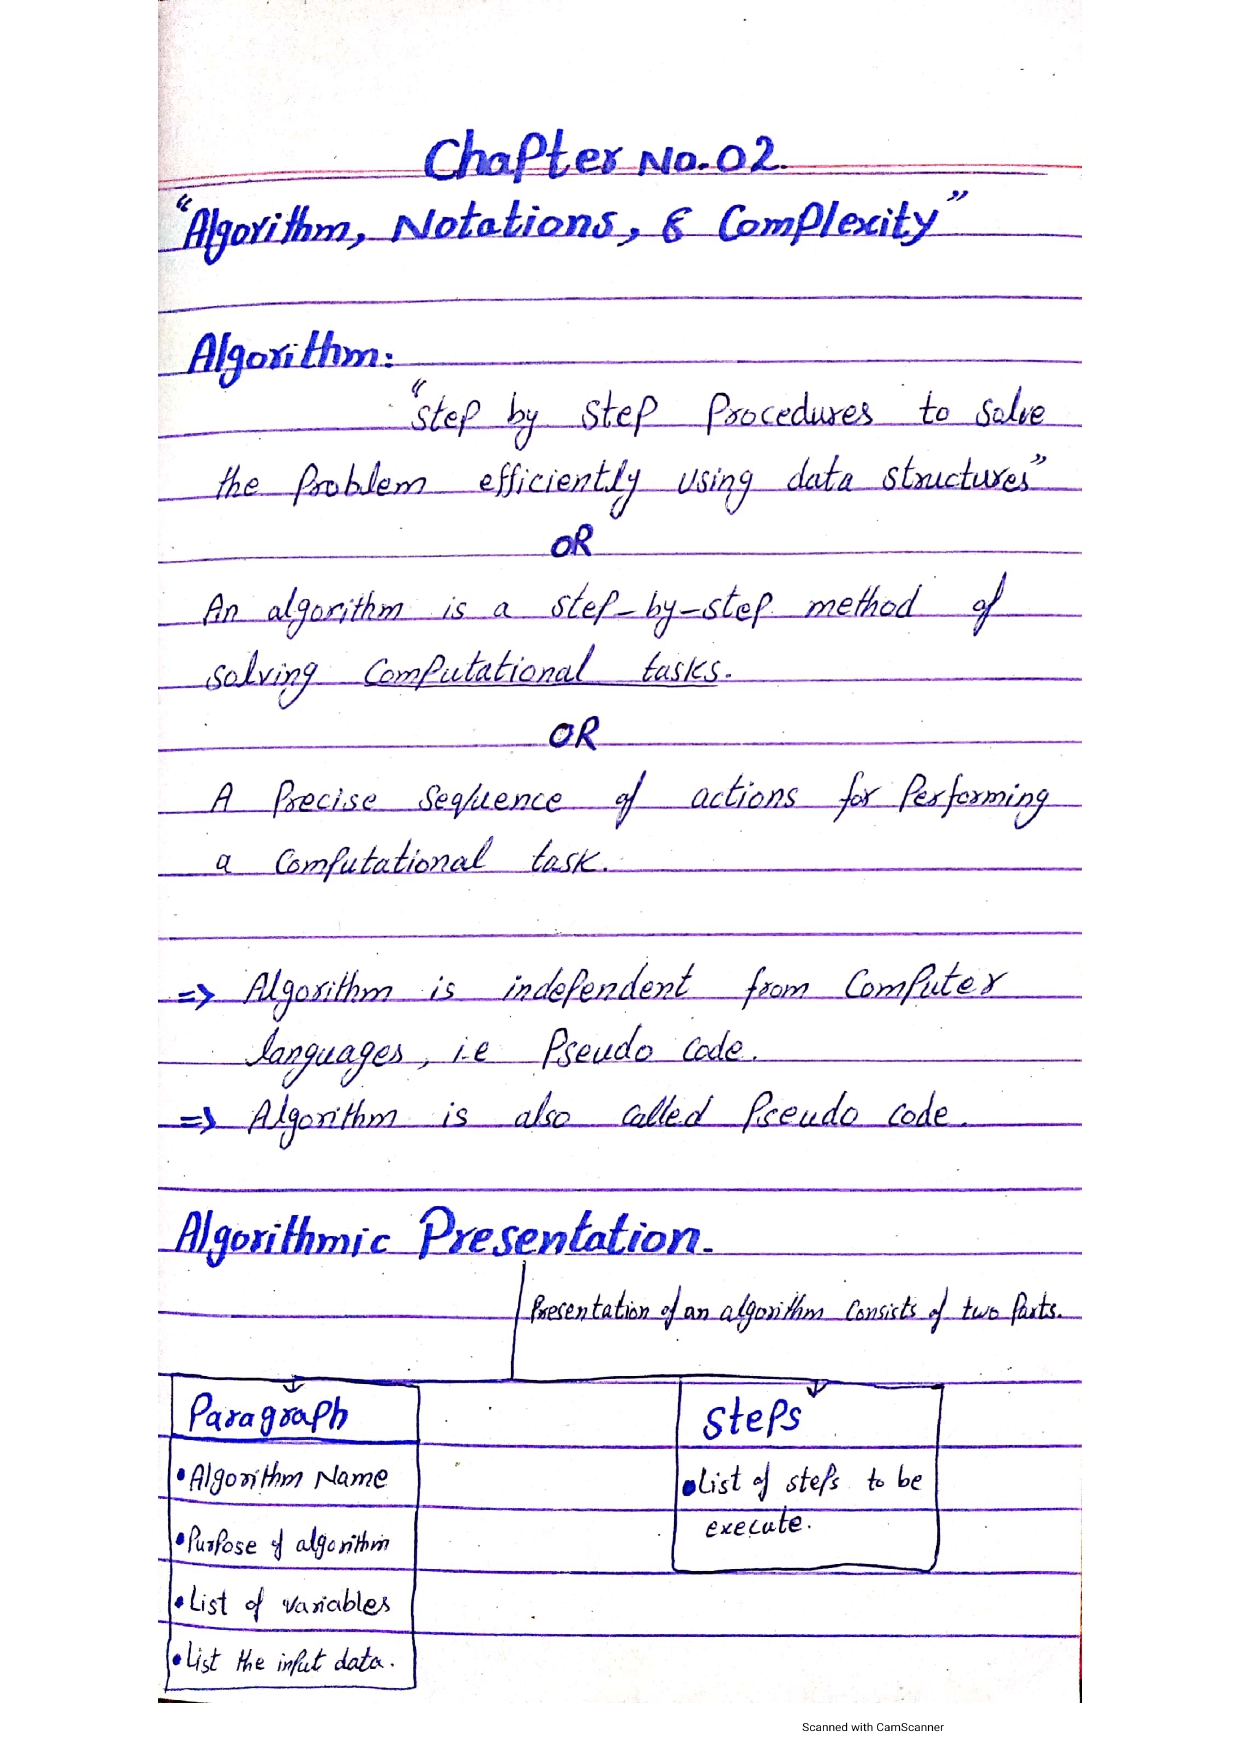 Chapter No.02.
"Algorithm, Notations, & Complexity"
Algorithm:
"Step by step Procedures to solve
the Problem efficiently using data structures"
OR
An algorithm is a step-by-step method of
solving Computational tasks.
OR
A Precise Sequence of actions for Performing
a Computational task.
=> Algorithm is independent from Computer
languages, i.e Pseudo code.
=> Algorithm is also called Pseudo code.
Algorithmic Presentation.
Presentation of an algorithm Consists of two Parts.
Paragraph
• Algorithm Name
• Purpose of algorithm
• List of variables
• List the input data.
Steps
• List of steps to be
execute.
Scanned with CamScanner